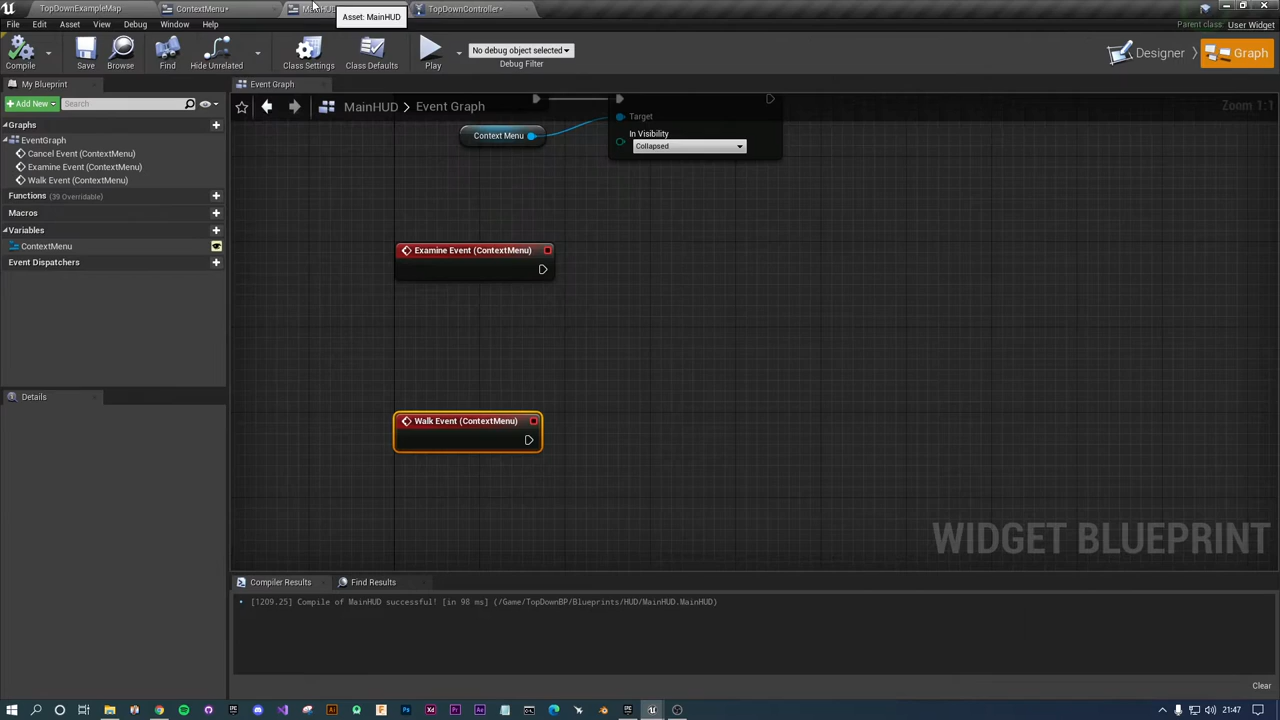 TopDownExampleMap
ContextMenu*
MainHUD
TopDownController*
Asset: MainHUD
File
Edit
Asset
View
Debug
Window
Help
Parent class: User Widget
Compile
Save
Browse
Find
Hide Unrelated
Class Settings
Class Defaults
Play
No debug object selected
Debug Filter
Designer
Graph
My Blueprint
Event Graph
Add New
Search
MainHUD > Event Graph
Zoom 1:1
Graphs
EventGraph
Cancel Event (ContextMenu)
Examine Event (ContextMenu)
Walk Event (ContextMenu)
Functions (39 Overridable)
Macros
Variables
ContextMenu
Event Dispatchers
Details
Context Menu
Target
In Visibility
Collapsed
Examine Event (ContextMenu)
Walk Event (ContextMenu)
WIDGET BLUEPRINT
Compiler Results
Find Results
[1209.25] Compile of MainHUD successful! [in 98 ms] (/Game/TopDownBP/Blueprints/HUD/MainHUD.MainHUD)
Clear
21:47